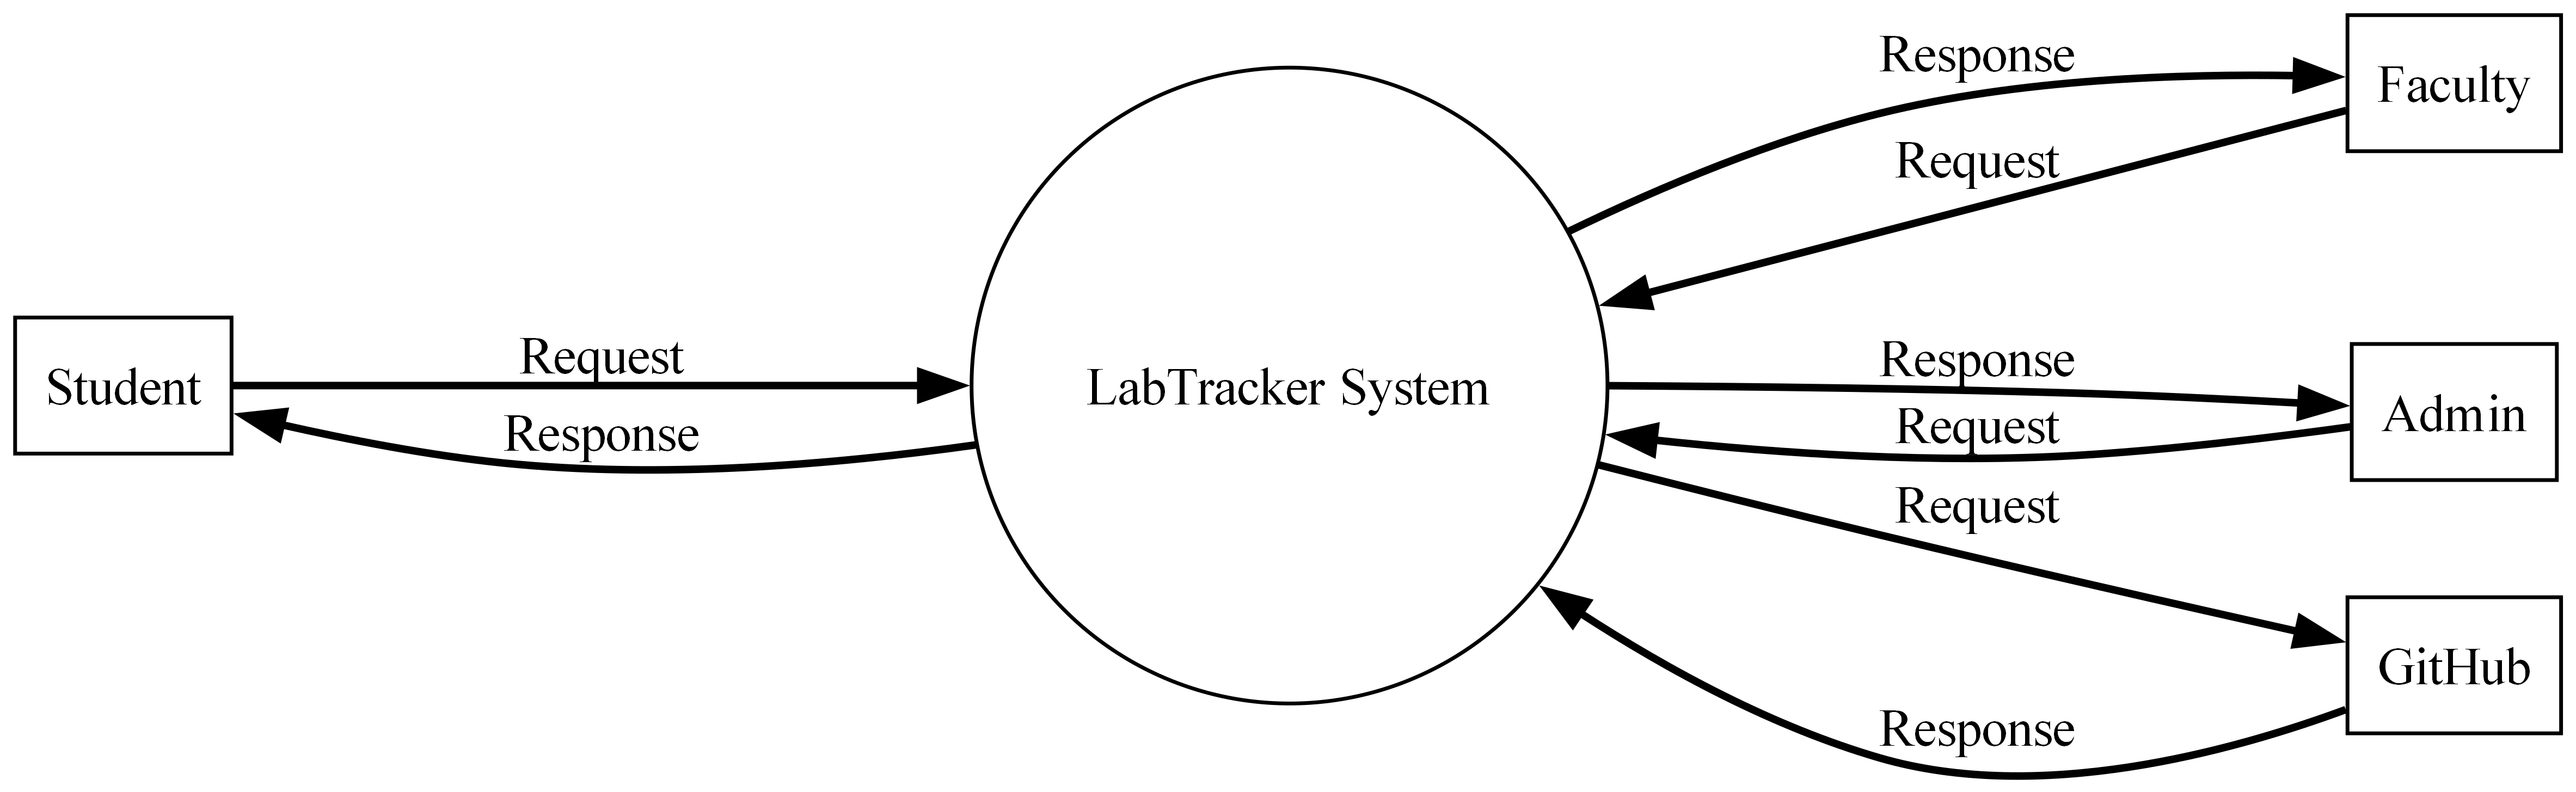 Response
Faculty
Request
Request
Student
Response
LabTracker System
Response
Admin
Request
Request
GitHub
Response